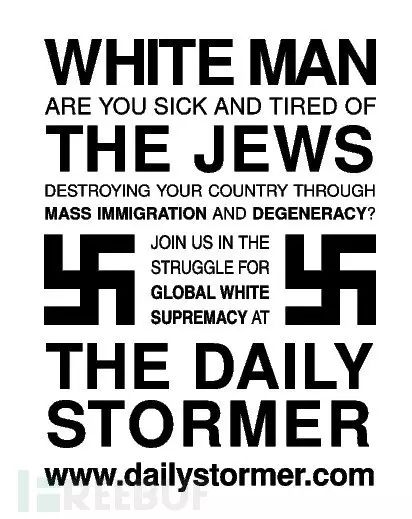 WHITE MAN
ARE YOU SICK AND TIRED OF
THE JEWS
DESTROYING YOUR COUNTRY THROUGH
MASS IMMIGRATION AND DEGENERACY?
JOIN US IN THE
STRUGGLE FOR
GLOBAL WHITE
SUPREMACY AT
THE DAILY
STORMER
www.dailystormer.com
FREEBUF